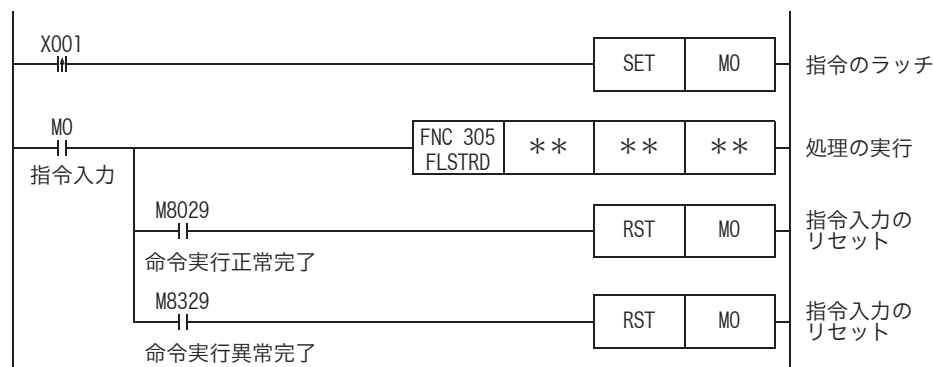 X001
SET M0 指令のラッチ
M0
FNC 305
FLSTRD ** ** ** 処理の実行
指令入力
M8029
RST M0 指令入力の
リセット
命令実行正常完了
M8329
RST M0 指令入力の
リセット
命令実行異常完了